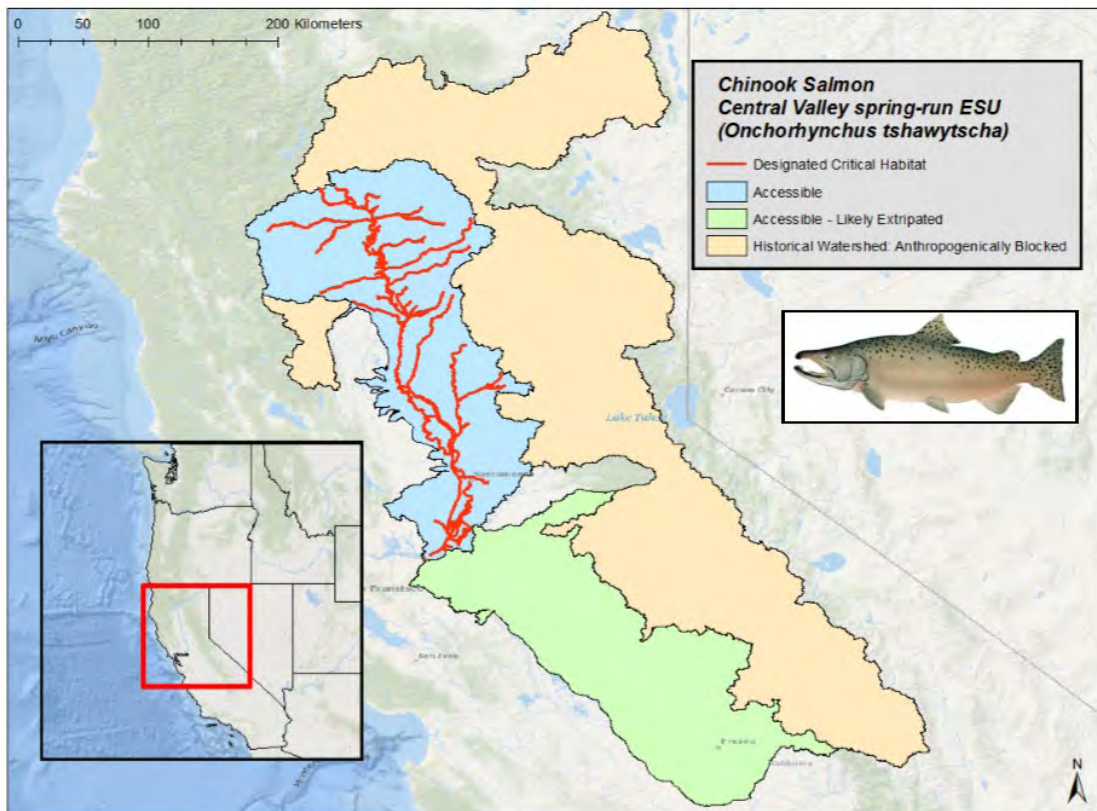 0 50 100 200 Kilometers
Chinook Salmon
Central Valley spring-run ESU
(Onchorhynchus tshawytscha)
Designated Critical Habitat
Accessible
Accessible - Likely Extripated
Historical Watershed: Anthropogenically Blocked
Carson City
Lake Tahoe
Francisco
San Jose
Fresno
California
N